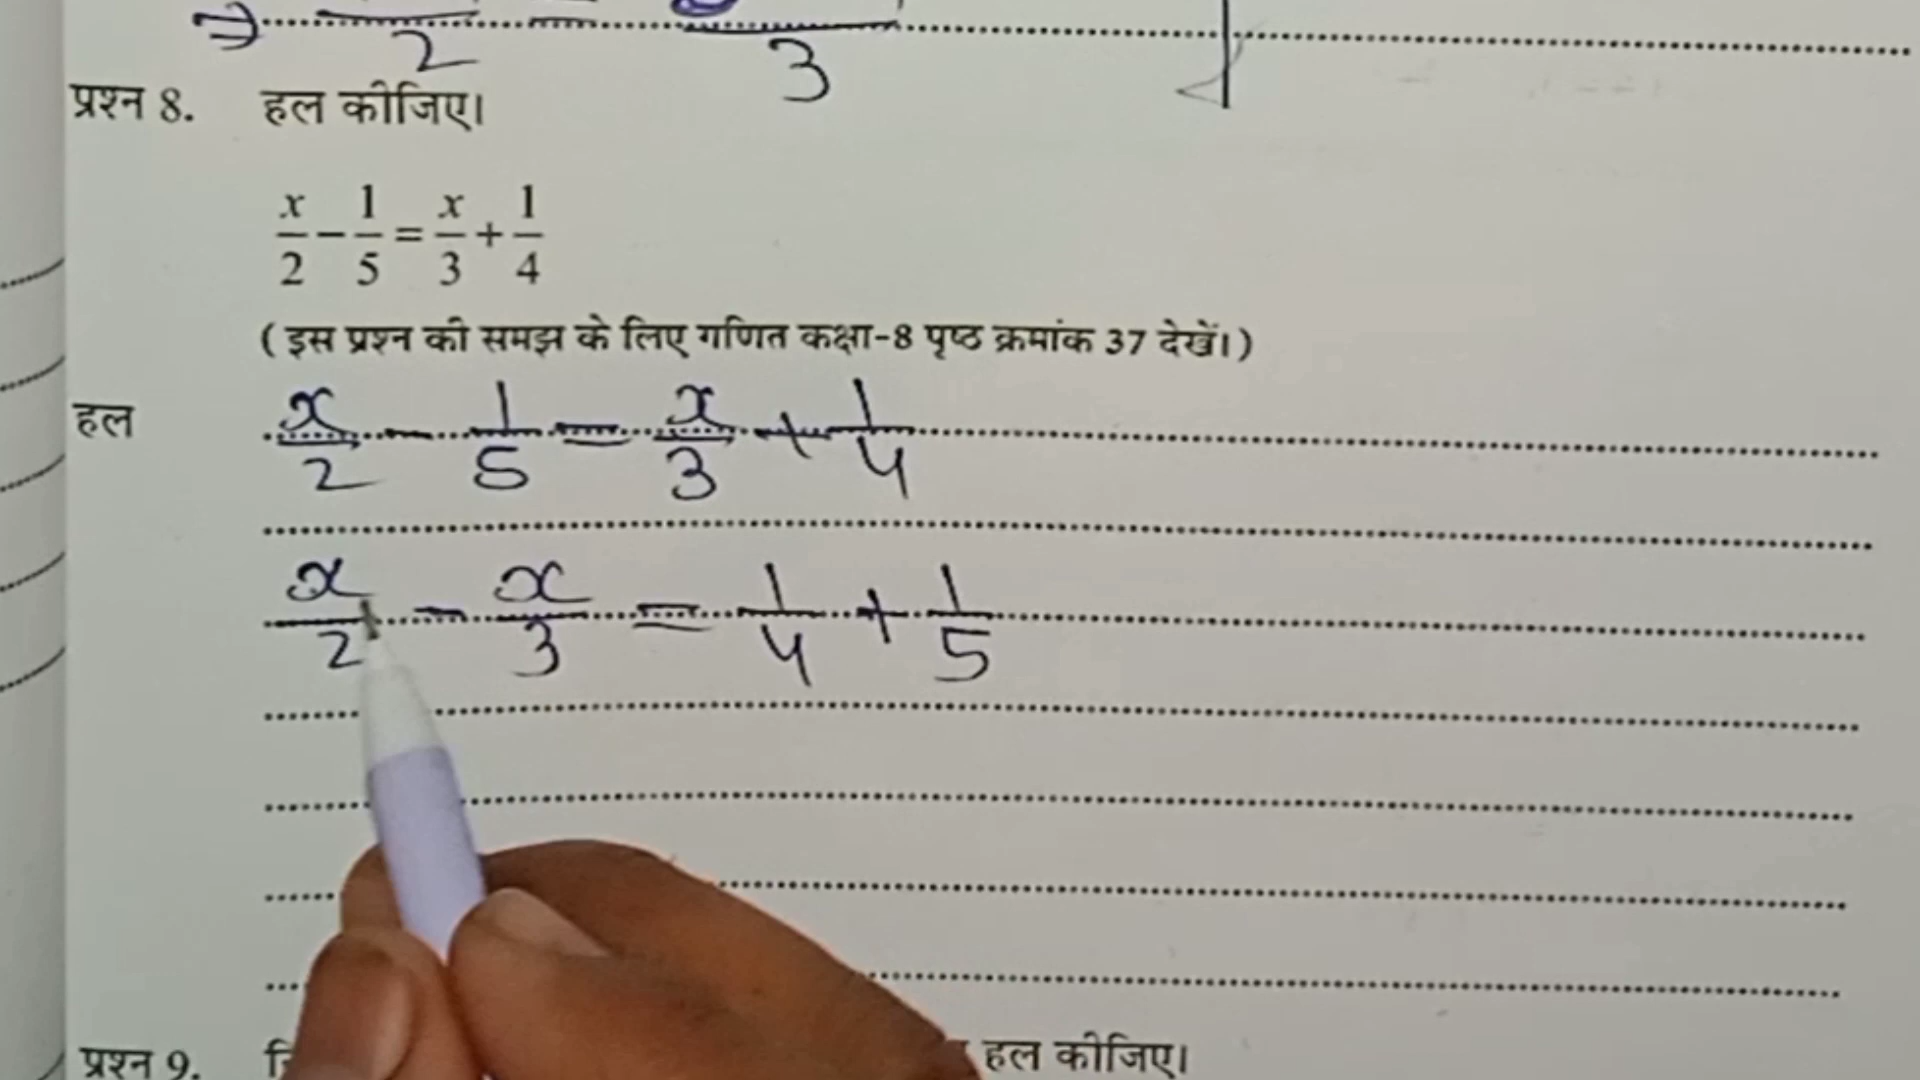 ⇒ 2 = 3
प्रश्न 8. हल कीजिए।
x/2 - 1/5 = x/3 + 1/4
( इस प्रश्न की समझ के लिए गणित कक्षा-8 पृष्ठ क्रमांक 37 देखें।)
हल x/2 - 1/5 = x/3 + 1/4
x/2 - x/3 = 1/4 + 1/5
प्रश्न 9. हल कीजिए।